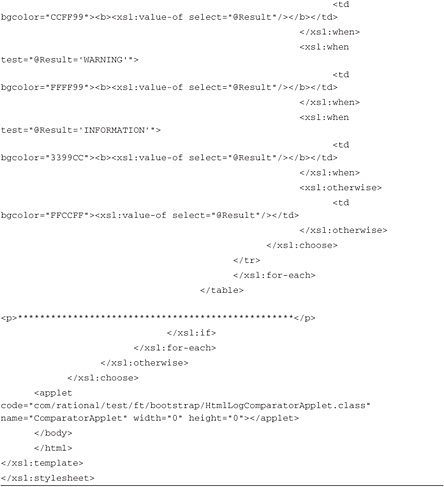 <td
bgcolor="CCFF99"><b><xsl:value-of select="@Result"/></b></td>
</xsl:when>
<xsl:when
test="@Result='WARNING'">
<td
bgcolor="FFFF99"><b><xsl:value-of select="@Result"/></b></td>
</xsl:when>
<xsl:when
test="@Result='INFORMATION'">
<td
bgcolor="3399CC"><b><xsl:value-of select="@Result"/></b></td>
</xsl:when>
<xsl:otherwise>
<td
bgcolor="FFCCFF"><xsl:value-of select="@Result"/></td>
</xsl:otherwise>
</xsl:choose>
</tr>
</xsl:for-each>
</table>
<p>**************************************************</p>
</xsl:if>
</xsl:for-each>
</xsl:otherwise>
</xsl:choose>
<applet
code="com/rational/test/ft/bootstrap/HtmlLogComparatorApplet.class"
name="ComparatorApplet" width="0" height="0"></applet>
</body>
</html>
</xsl:template>
</xsl:stylesheet>